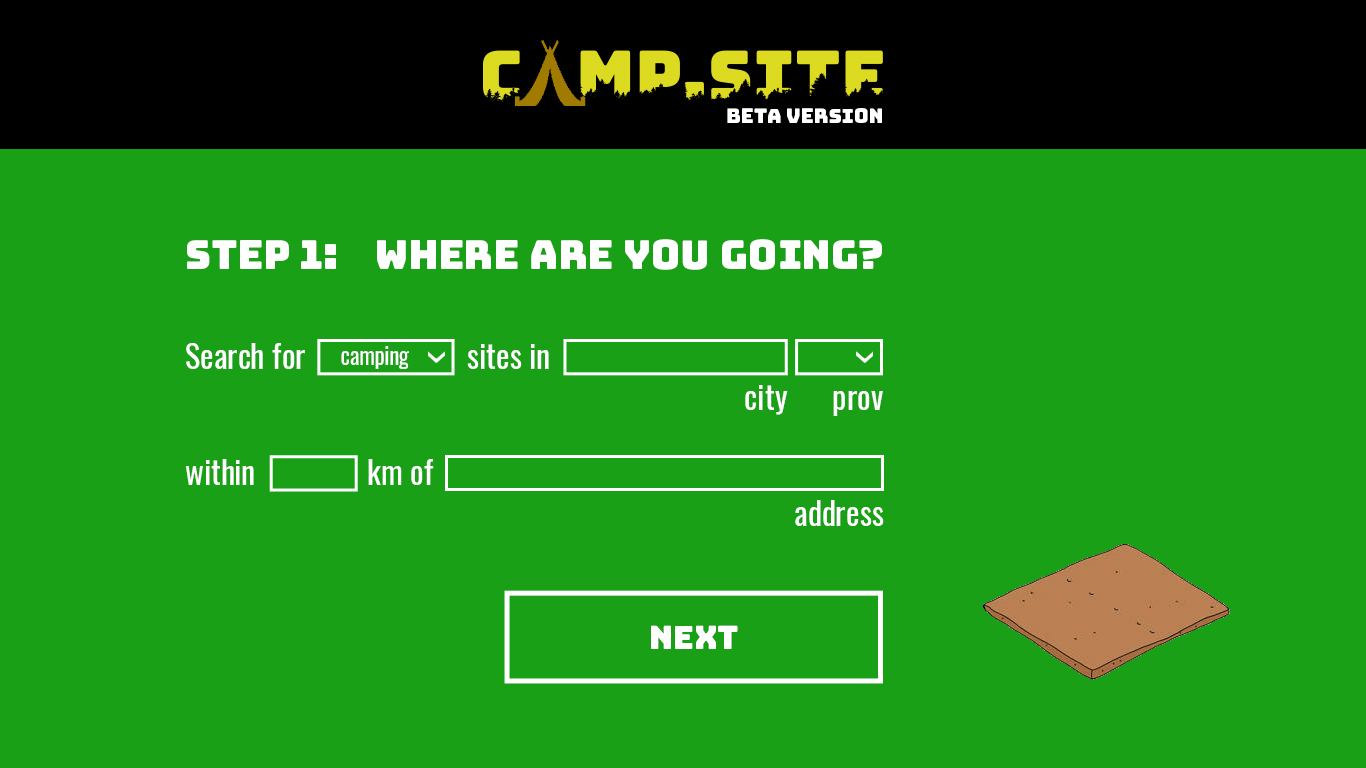 CAMP.SITE
BETA VERSION
STEP 1: WHERE ARE YOU GOING?
Search for camping sites in
city prov
within km of
address
NEXT